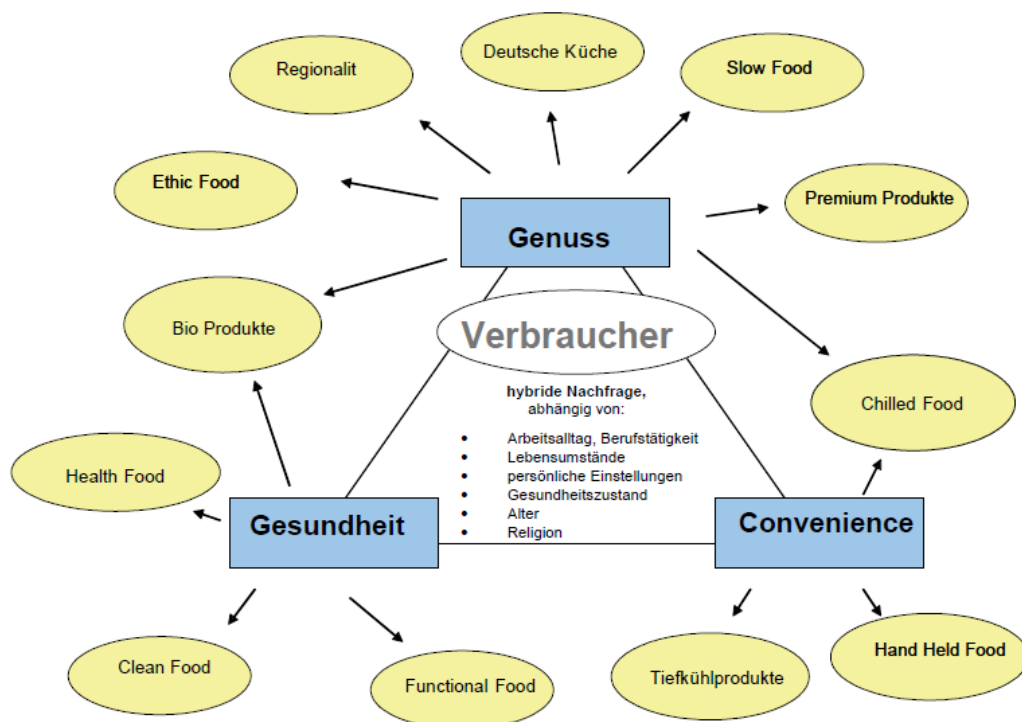 Deutsche Küche
Regionalit
Slow Food
Ethic Food
Premium Produkte
Genuss
Bio Produkte
Verbraucher
hybride Nachfrage,
abhängig von:
• Arbeitsalltag, Berufstätigkeit
• Lebensumstände
• persönliche Einstellungen
• Gesundheitszustand
• Alter
• Religion
Chilled Food
Health Food
Gesundheit
Convenience
Clean Food
Functional Food
Tiefkühlprodukte
Hand Held Food